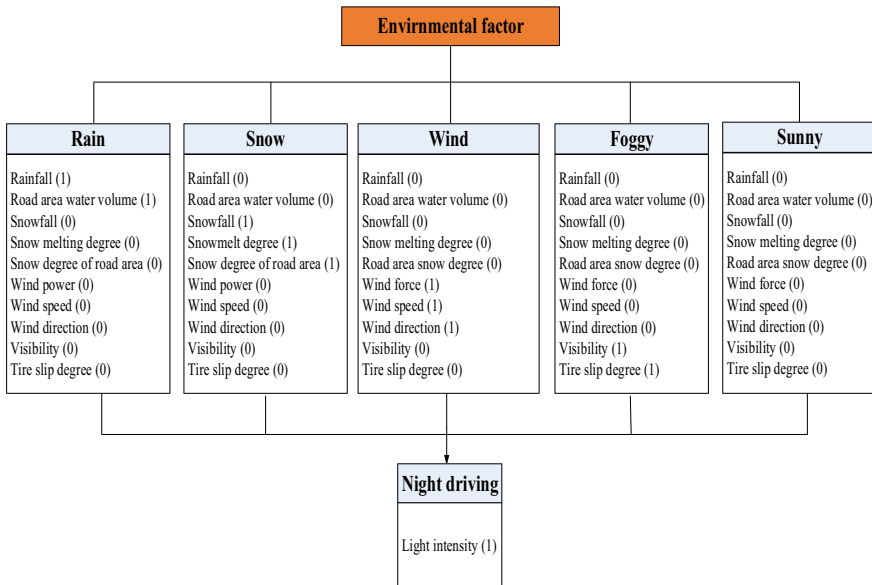 Envirnmental factor
Rain
Rainfall (1)
Road area water volume (1)
Snowfall (0)
Snow melting degree (0)
Snow degree of road area (0)
Wind power (0)
Wind speed (0)
Wind direction (0)
Visibility (0)
Tire slip degree (0)
Snow
Rainfall (0)
Road area water volume (0)
Snowfall (1)
Snowmelt degree (1)
Snow degree of road area (1)
Wind power (0)
Wind speed (0)
Wind direction (0)
Visibility (0)
Tire slip degree (0)
Wind
Rainfall (0)
Road area water volume (0)
Snowfall (0)
Snow melting degree (0)
Road area snow degree (0)
Wind force (1)
Wind speed (1)
Wind direction (1)
Visibility (0)
Tire slip degree (0)
Foggy
Rainfall (0)
Road area water volume (0)
Snowfall (0)
Snow melting degree (0)
Road area snow degree (0)
Wind force (0)
Wind speed (0)
Wind direction (0)
Visibility (1)
Tire slip degree (1)
Sunny
Rainfall (0)
Road area water volume (0)
Snowfall (0)
Snow melting degree (0)
Road area snow degree (0)
Wind force (0)
Wind speed (0)
Wind direction (0)
Visibility (0)
Tire slip degree (0)
Night driving
Light intensity (1)